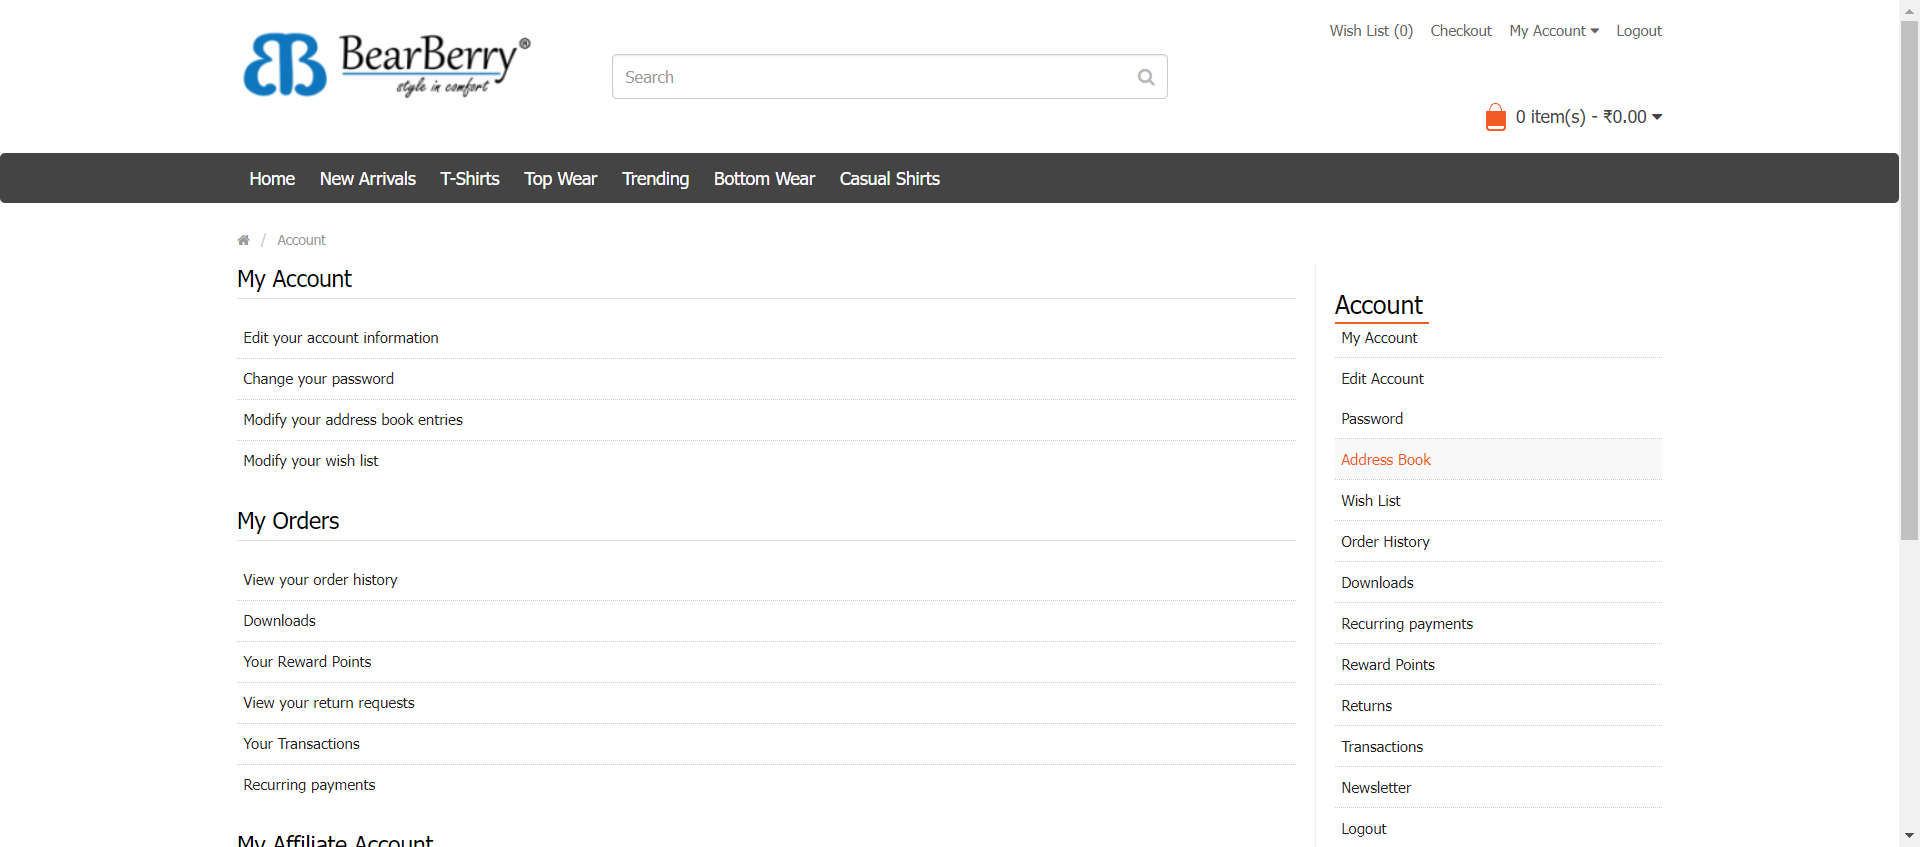 Wish List (0) Checkout My Account Logout
BearBerry®
style in comfort
Search
0 item(s) - ₹0.00
Home New Arrivals T-Shirts Top Wear Trending Bottom Wear Casual Shirts
/ Account
My Account
Edit your account information
Change your password
Modify your address book entries
Modify your wish list
My Orders
View your order history
Downloads
Your Reward Points
View your return requests
Your Transactions
Recurring payments
My Affiliate Account
Account
My Account
Edit Account
Password
Address Book
Wish List
Order History
Downloads
Recurring payments
Reward Points
Returns
Transactions
Newsletter
Logout